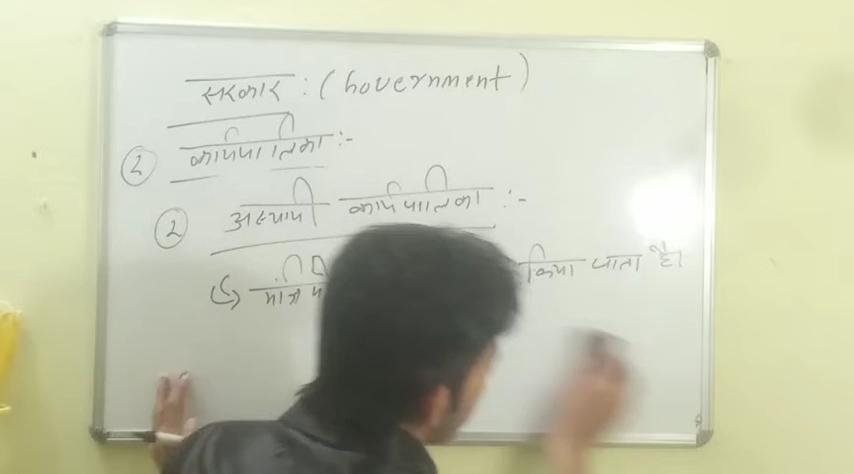 सरकार : (Government)
② कार्यपालिका :-
② अस्थायी कार्यपालिका :-
↳ किया जाता है।